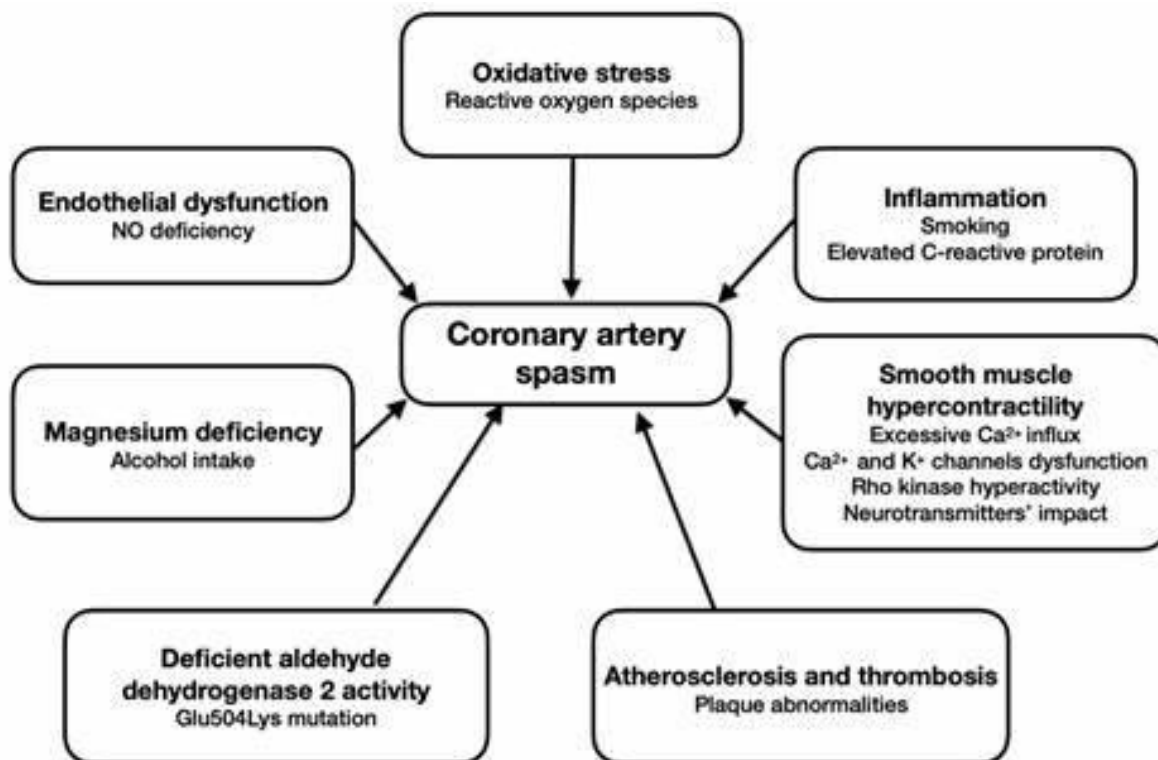 Oxidative stress
Reactive oxygen species
Endothelial dysfunction
NO deficiency
Inflammation
Smoking
Elevated C-reactive protein
Coronary artery
spasm
Magnesium deficiency
Alcohol intake
Smooth muscle
hypercontractility
Excessive Ca²⁺ influx
Ca²⁺ and K⁺ channels dysfunction
Rho kinase hyperactivity
Neurotransmitters* impact
Deficient aldehyde
dehydrogenase 2 activity
Glu504Lys mutation
Atherosclerosis and thrombosis
Plaque abnormalities